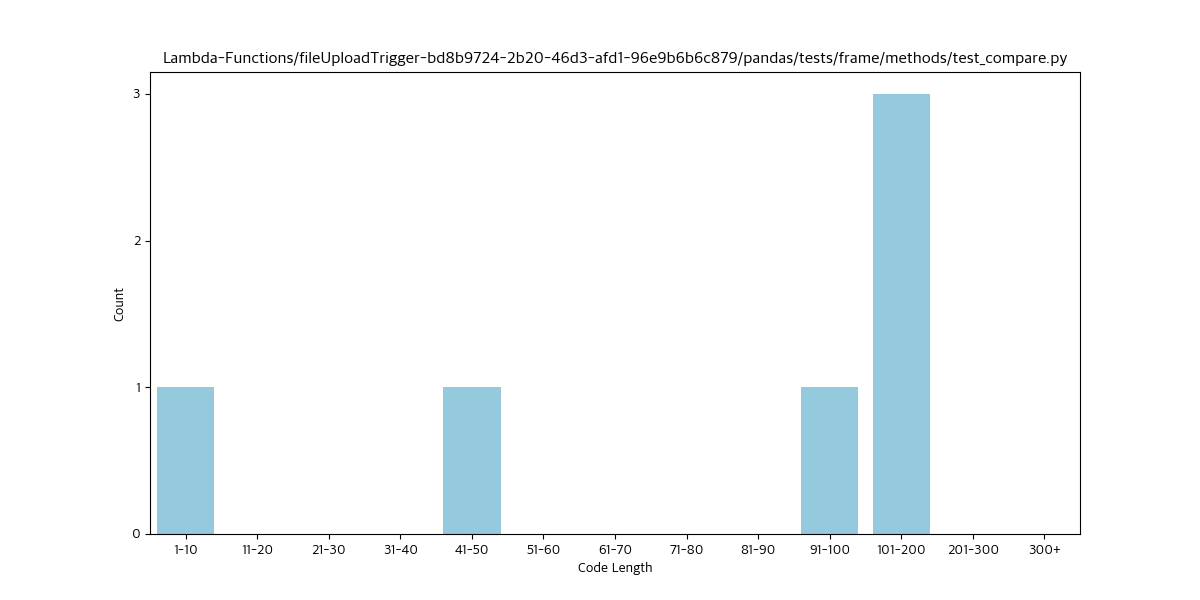 Lambda-Functions/fileUploadTrigger-bd8b9724-2b20-46d3-afd1-96e9b6b6c879/pandas/tests/frame/methods/test_compare.py
3
2
1
0
Count
1-10 11-20 21-30 31-40 41-50 51-60 61-70 71-80 81-90 91-100 101-200 201-300 300+
Code Length